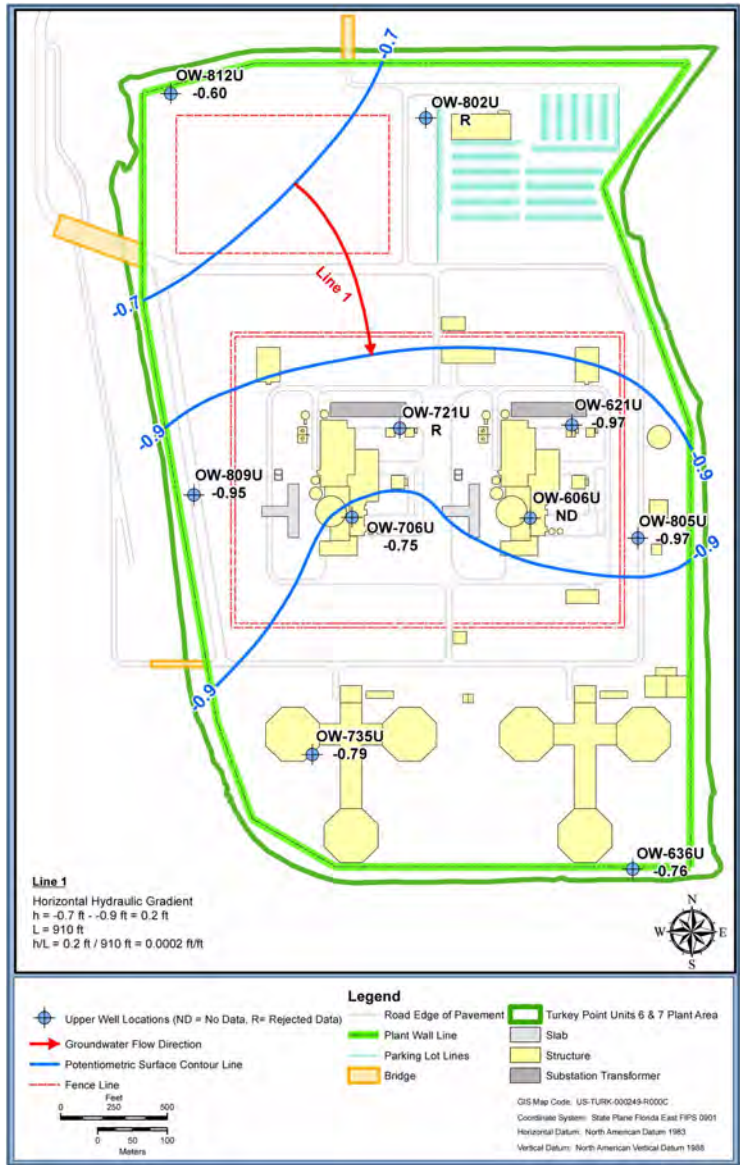 -0.7
OW-812U
-0.60
OW-802U
R
Line 1
-0.7
-0.9
OW-721U
R
OW-621U
-0.97
-0.9
OW-809U
-0.95
OW-706U
-0.75
OW-606U
ND
OW-805U
-0.97
-0.9
-0.9
OW-735U
-0.79
OW-636U
-0.76
Line 1
Horizontal Hydraulic Gradient
h = -0.7 ft - -0.9 ft = 0.2 ft
L = 910 ft
h/L = 0.2 ft / 910 ft = 0.0002 ft/ft
N
W E
S
Legend
Upper Well Locations (ND = No Data, R= Rejected Data)
Groundwater Flow Direction
Potentiometric Surface Contour Line
Fence Line
Road Edge of Pavement
Plant Wall Line
Parking Lot Lines
Bridge
Turkey Point Units 6 & 7 Plant Area
Slab
Structure
Substation Transformer
Feet
0 250 500
0 50 100
Meters
GIS Map Code: US-TURK-000249-R000C
Coordinate System: State Plane Florida East FIPS 0901
Horizontal Datum: North American Datum 1983
Vertical Datum: North American Vertical Datum 1988